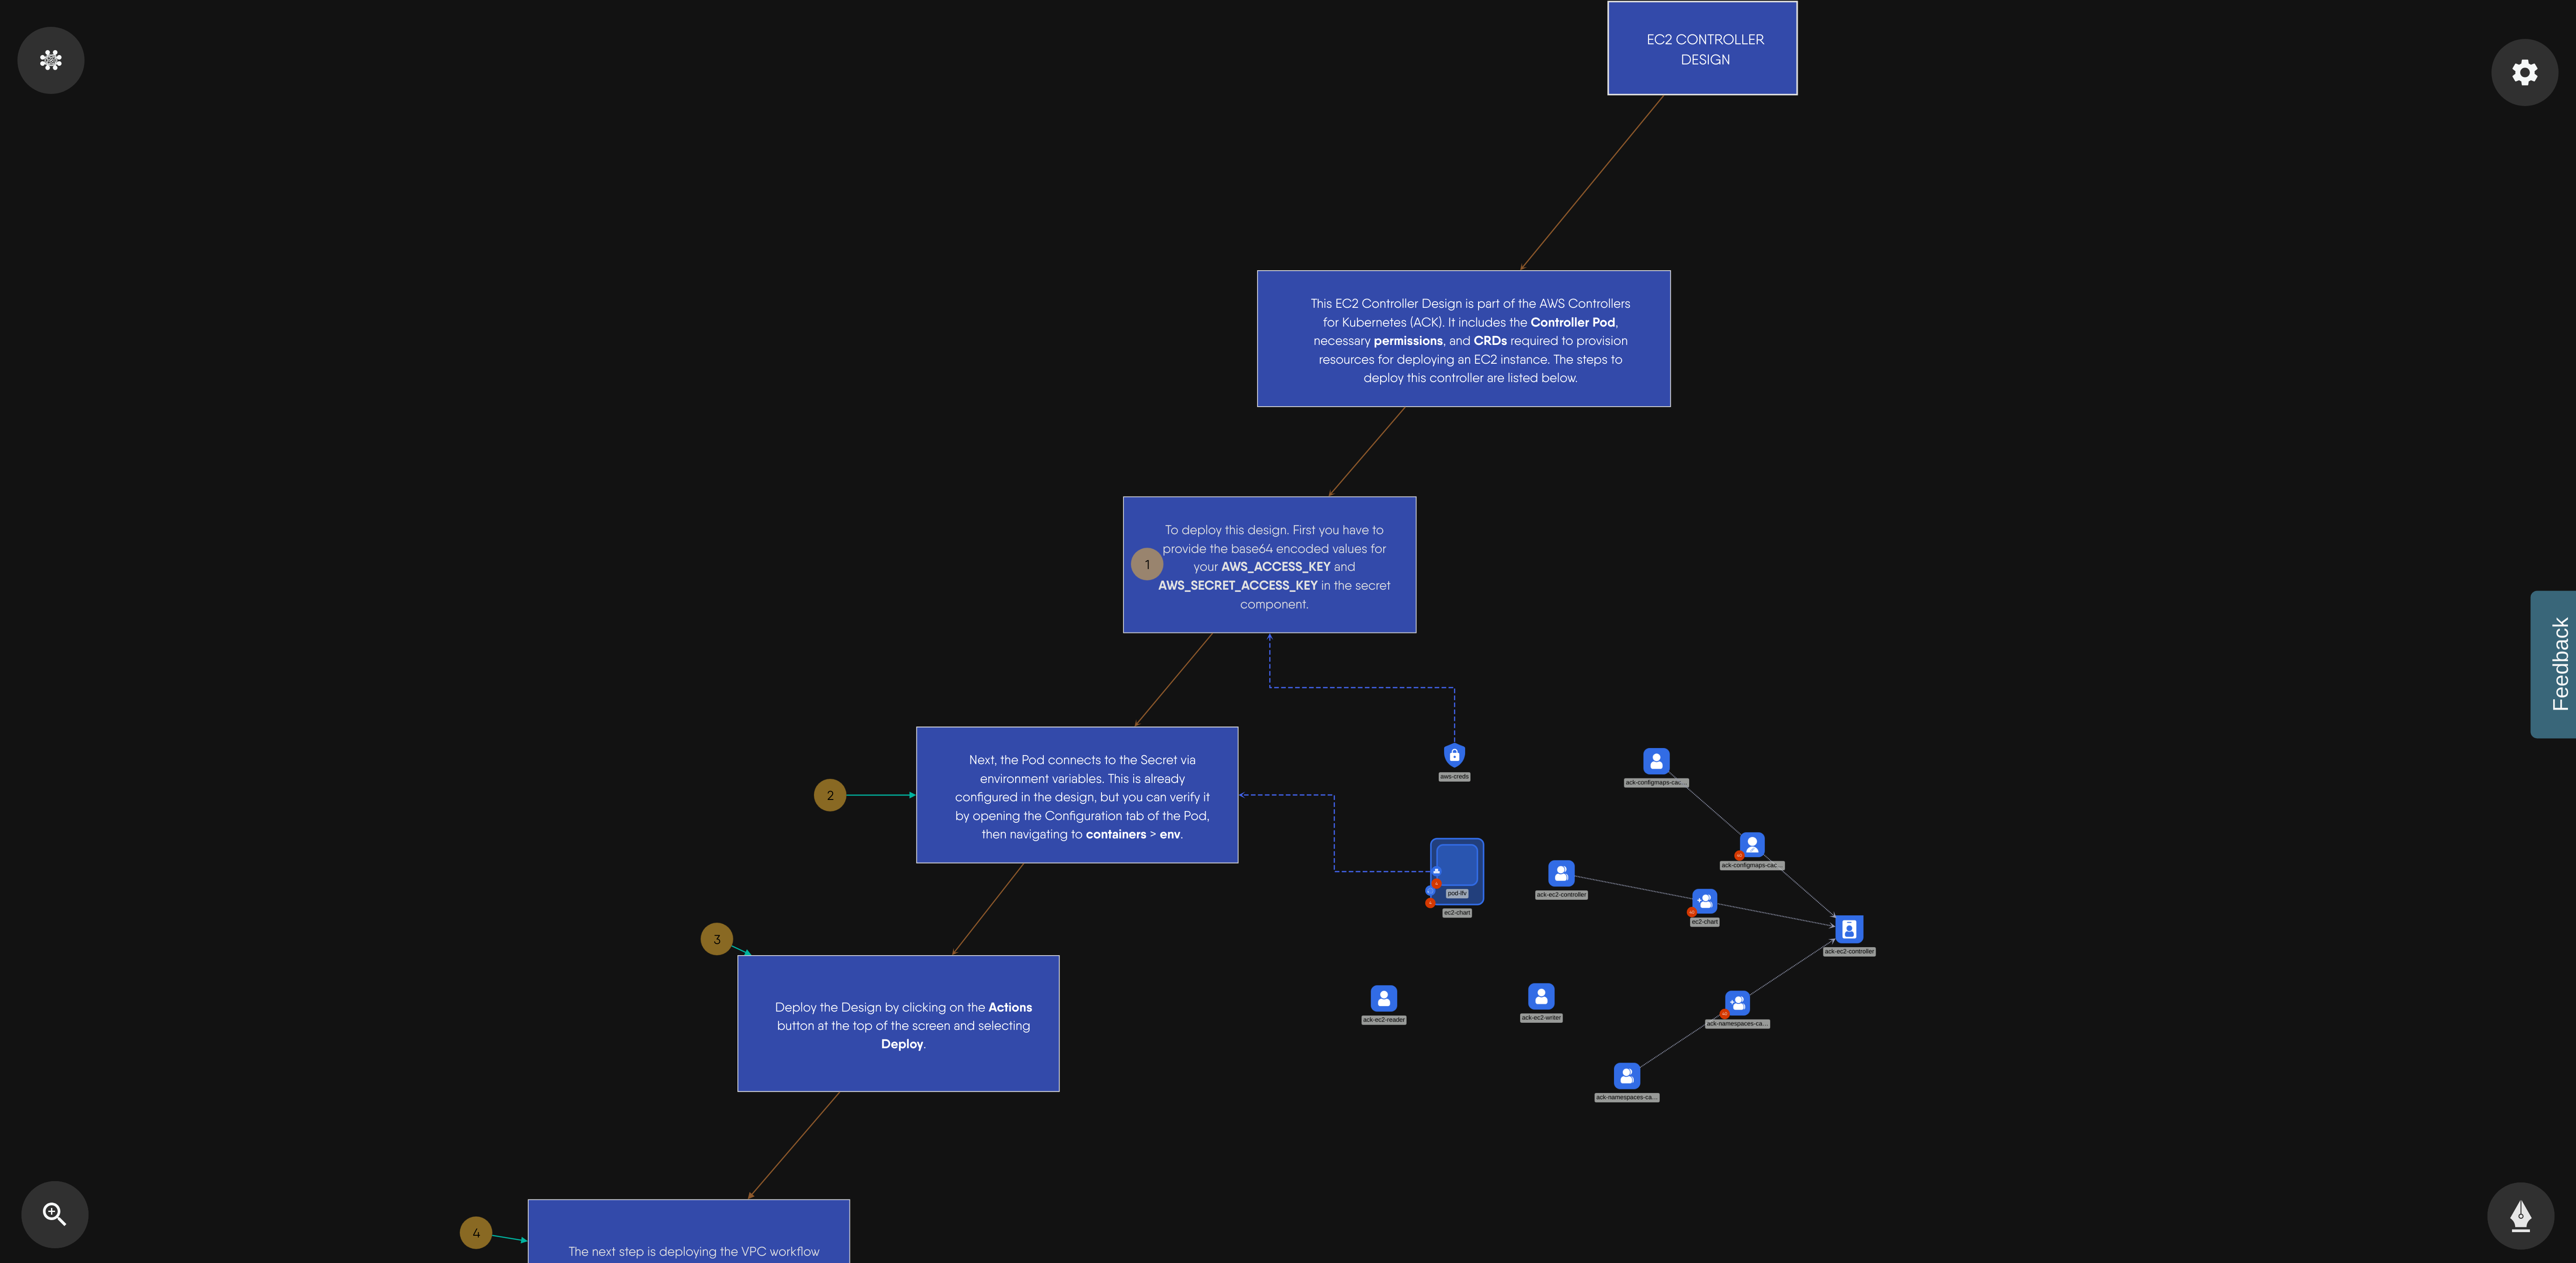 EC2 CONTROLLER
DESIGN
This EC2 Controller Design is part of the AWS Controllers
for Kubernetes (ACK). It includes the Controller Pod,
necessary permissions, and CRDs required to provision
resources for deploying an EC2 instance. The steps to
deploy this controller are listed below.
1
To deploy this design. First you have to
provide the base64 encoded values for
your AWS_ACCESS_KEY and
AWS_SECRET_ACCESS_KEY in the secret
component.
Feedback
2
Next, the Pod connects to the Secret via
environment variables. This is already
configured in the design, but you can verify it
by opening the Configuration tab of the Pod,
then navigating to containers > env.
aws-creds
ack-configmaps-cac...
ack-configmaps-cac...
pod-lfv
ec2-chart
ack-ec2-controller
ec2-chart
ack-ec2-controller
3
Deploy the Design by clicking on the Actions
button at the top of the screen and selecting
Deploy.
ack-ec2-reader
ack-ec2-writer
ack-namespaces-ca...
ack-namespaces-ca...
4
The next step is deploying the VPC workflow